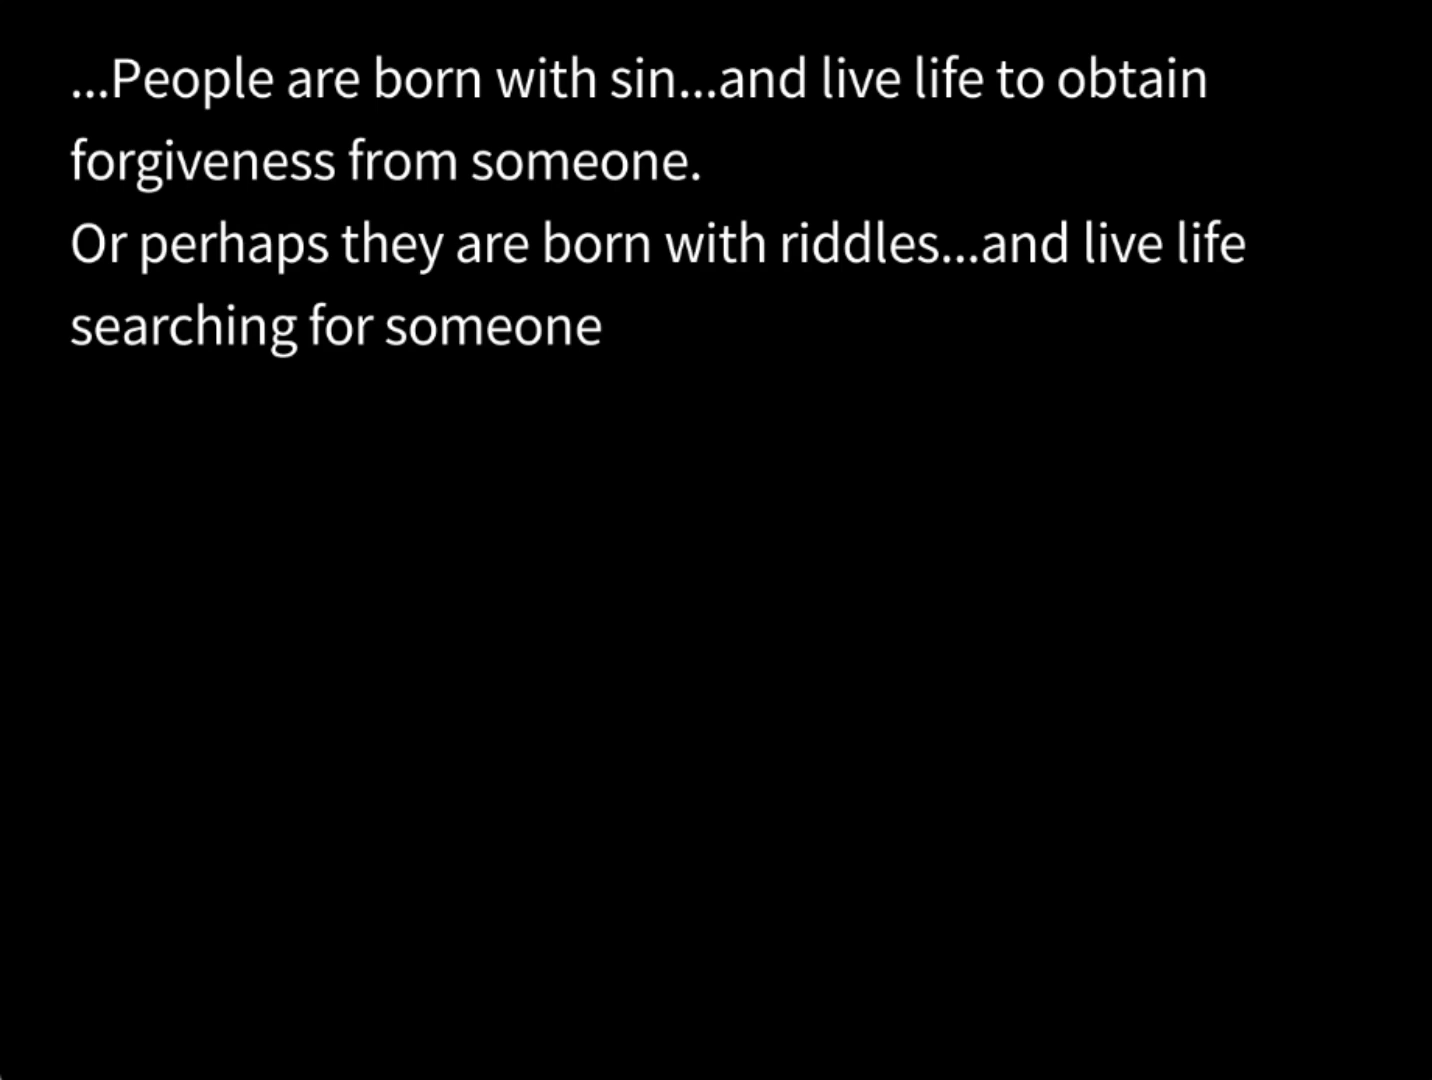 ...People are born with sin...and live life to obtain
forgiveness from someone.
Or perhaps they are born with riddles...and live life
searching for someone